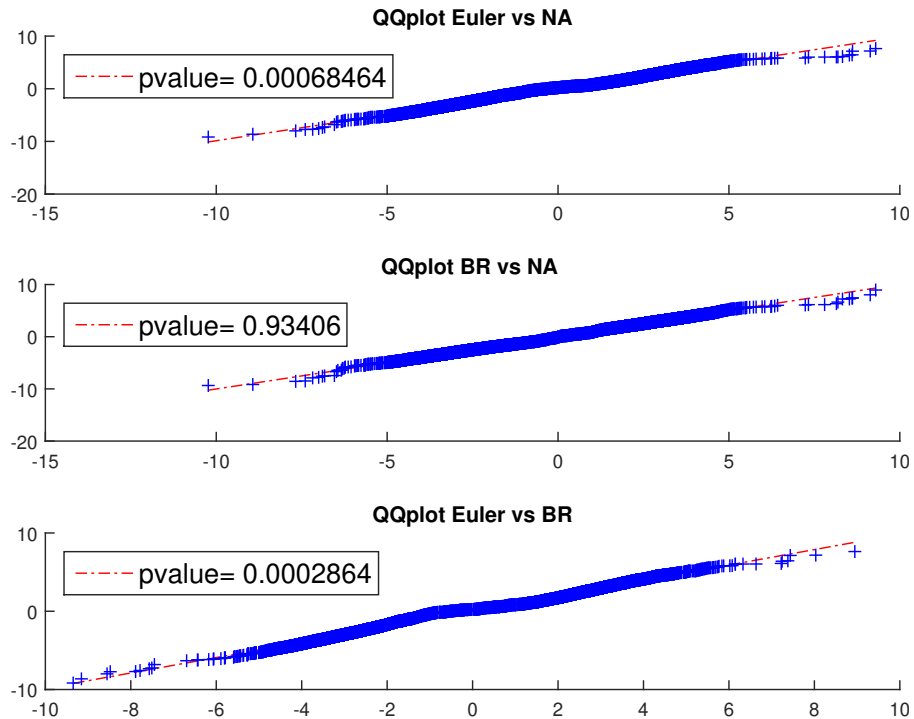 QQplot Euler vs NA
10
0
-10
-20
pvalue= 0.00068464
-15 -10 -5 0 5 10
QQplot BR vs NA
10
0
-10
-20
pvalue= 0.93406
-15 -10 -5 0 5 10
QQplot Euler vs BR
10
0
-10
pvalue= 0.0002864
-10 -8 -6 -4 -2 0 2 4 6 8 10